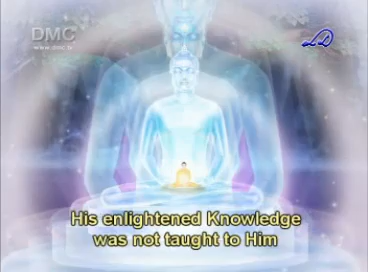 DMC
www.dmc.tv
His enlightened Knowledge
was not taught to Him